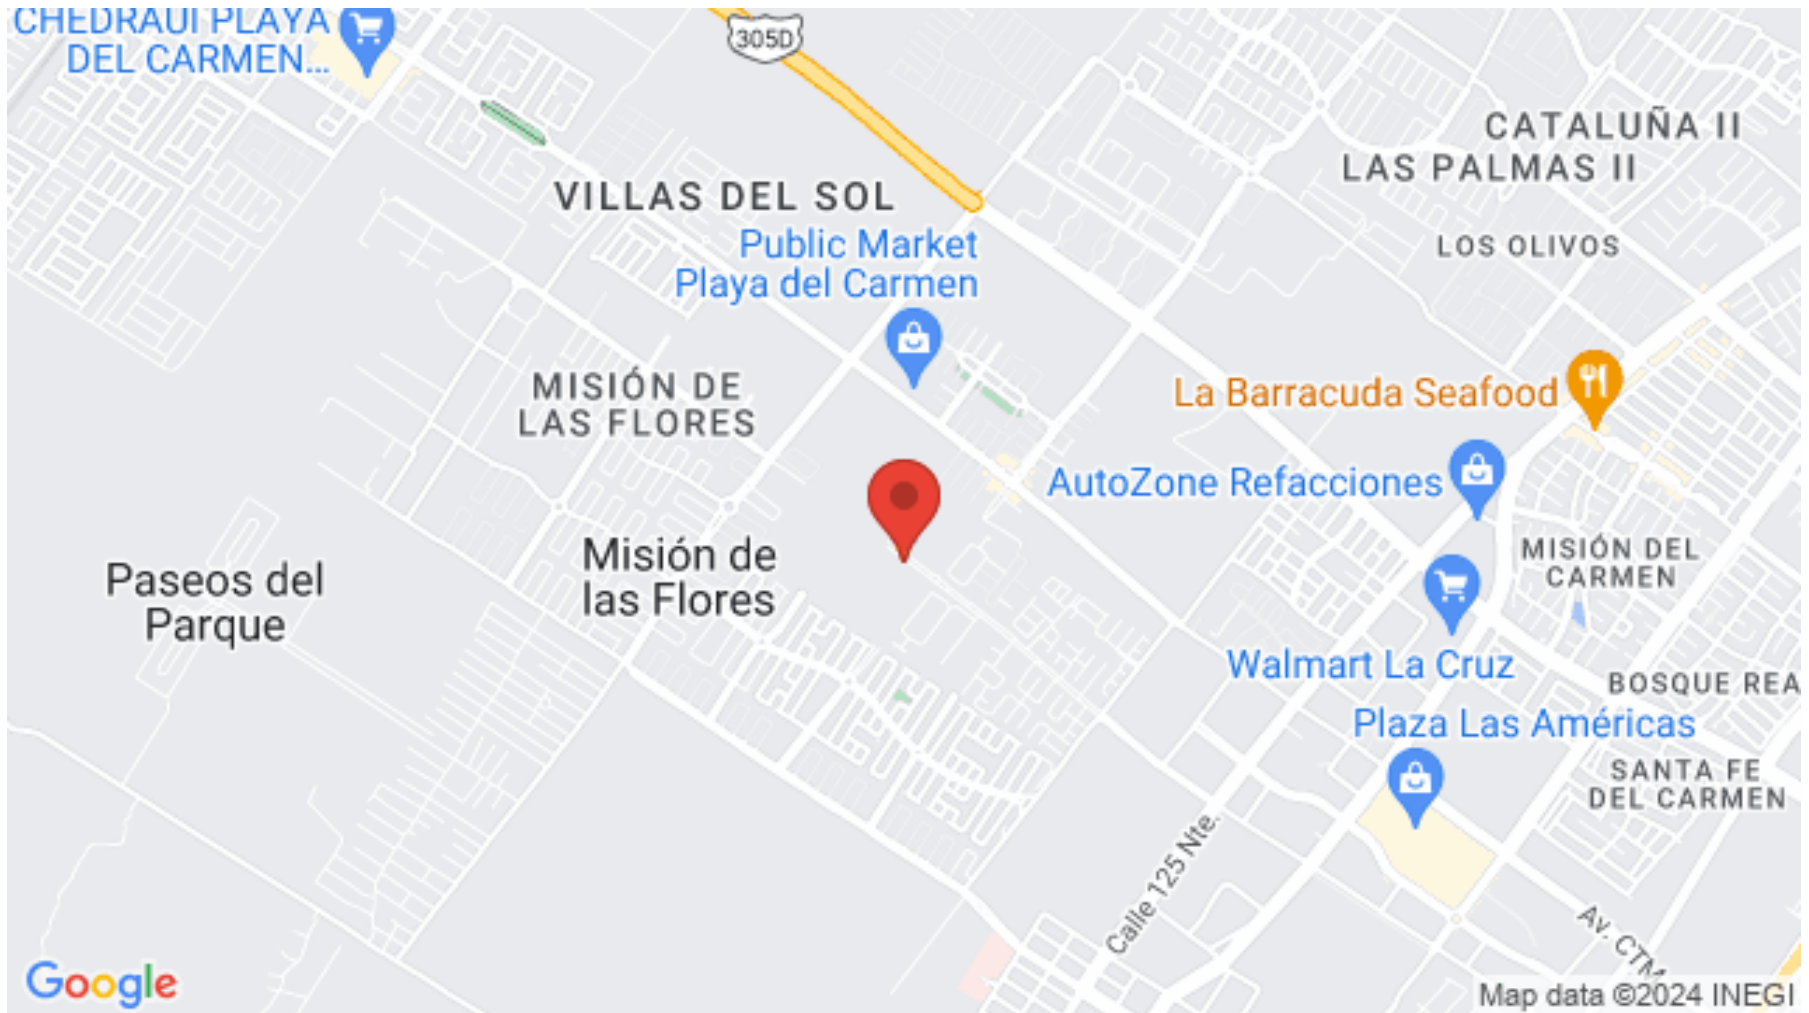 CHEDRAUI PLAYA
DEL CARMEN...
305D
CATALUÑA II
LAS PALMAS II
VILLAS DEL SOL
LOS OLIVOS
Public Market
Playa del Carmen
MISIÓN DE
LAS FLORES
La Barracuda Seafood
AutoZone Refacciones
MISIÓN DEL
CARMEN
Misión de
las Flores
Paseos del
Parque
Walmart La Cruz
BOSQUE REA
Plaza Las Américas
SANTA FE
DEL CARMEN
Calle 125 Nte.
Av. CTM
Google
Map data ©2024 INEGI